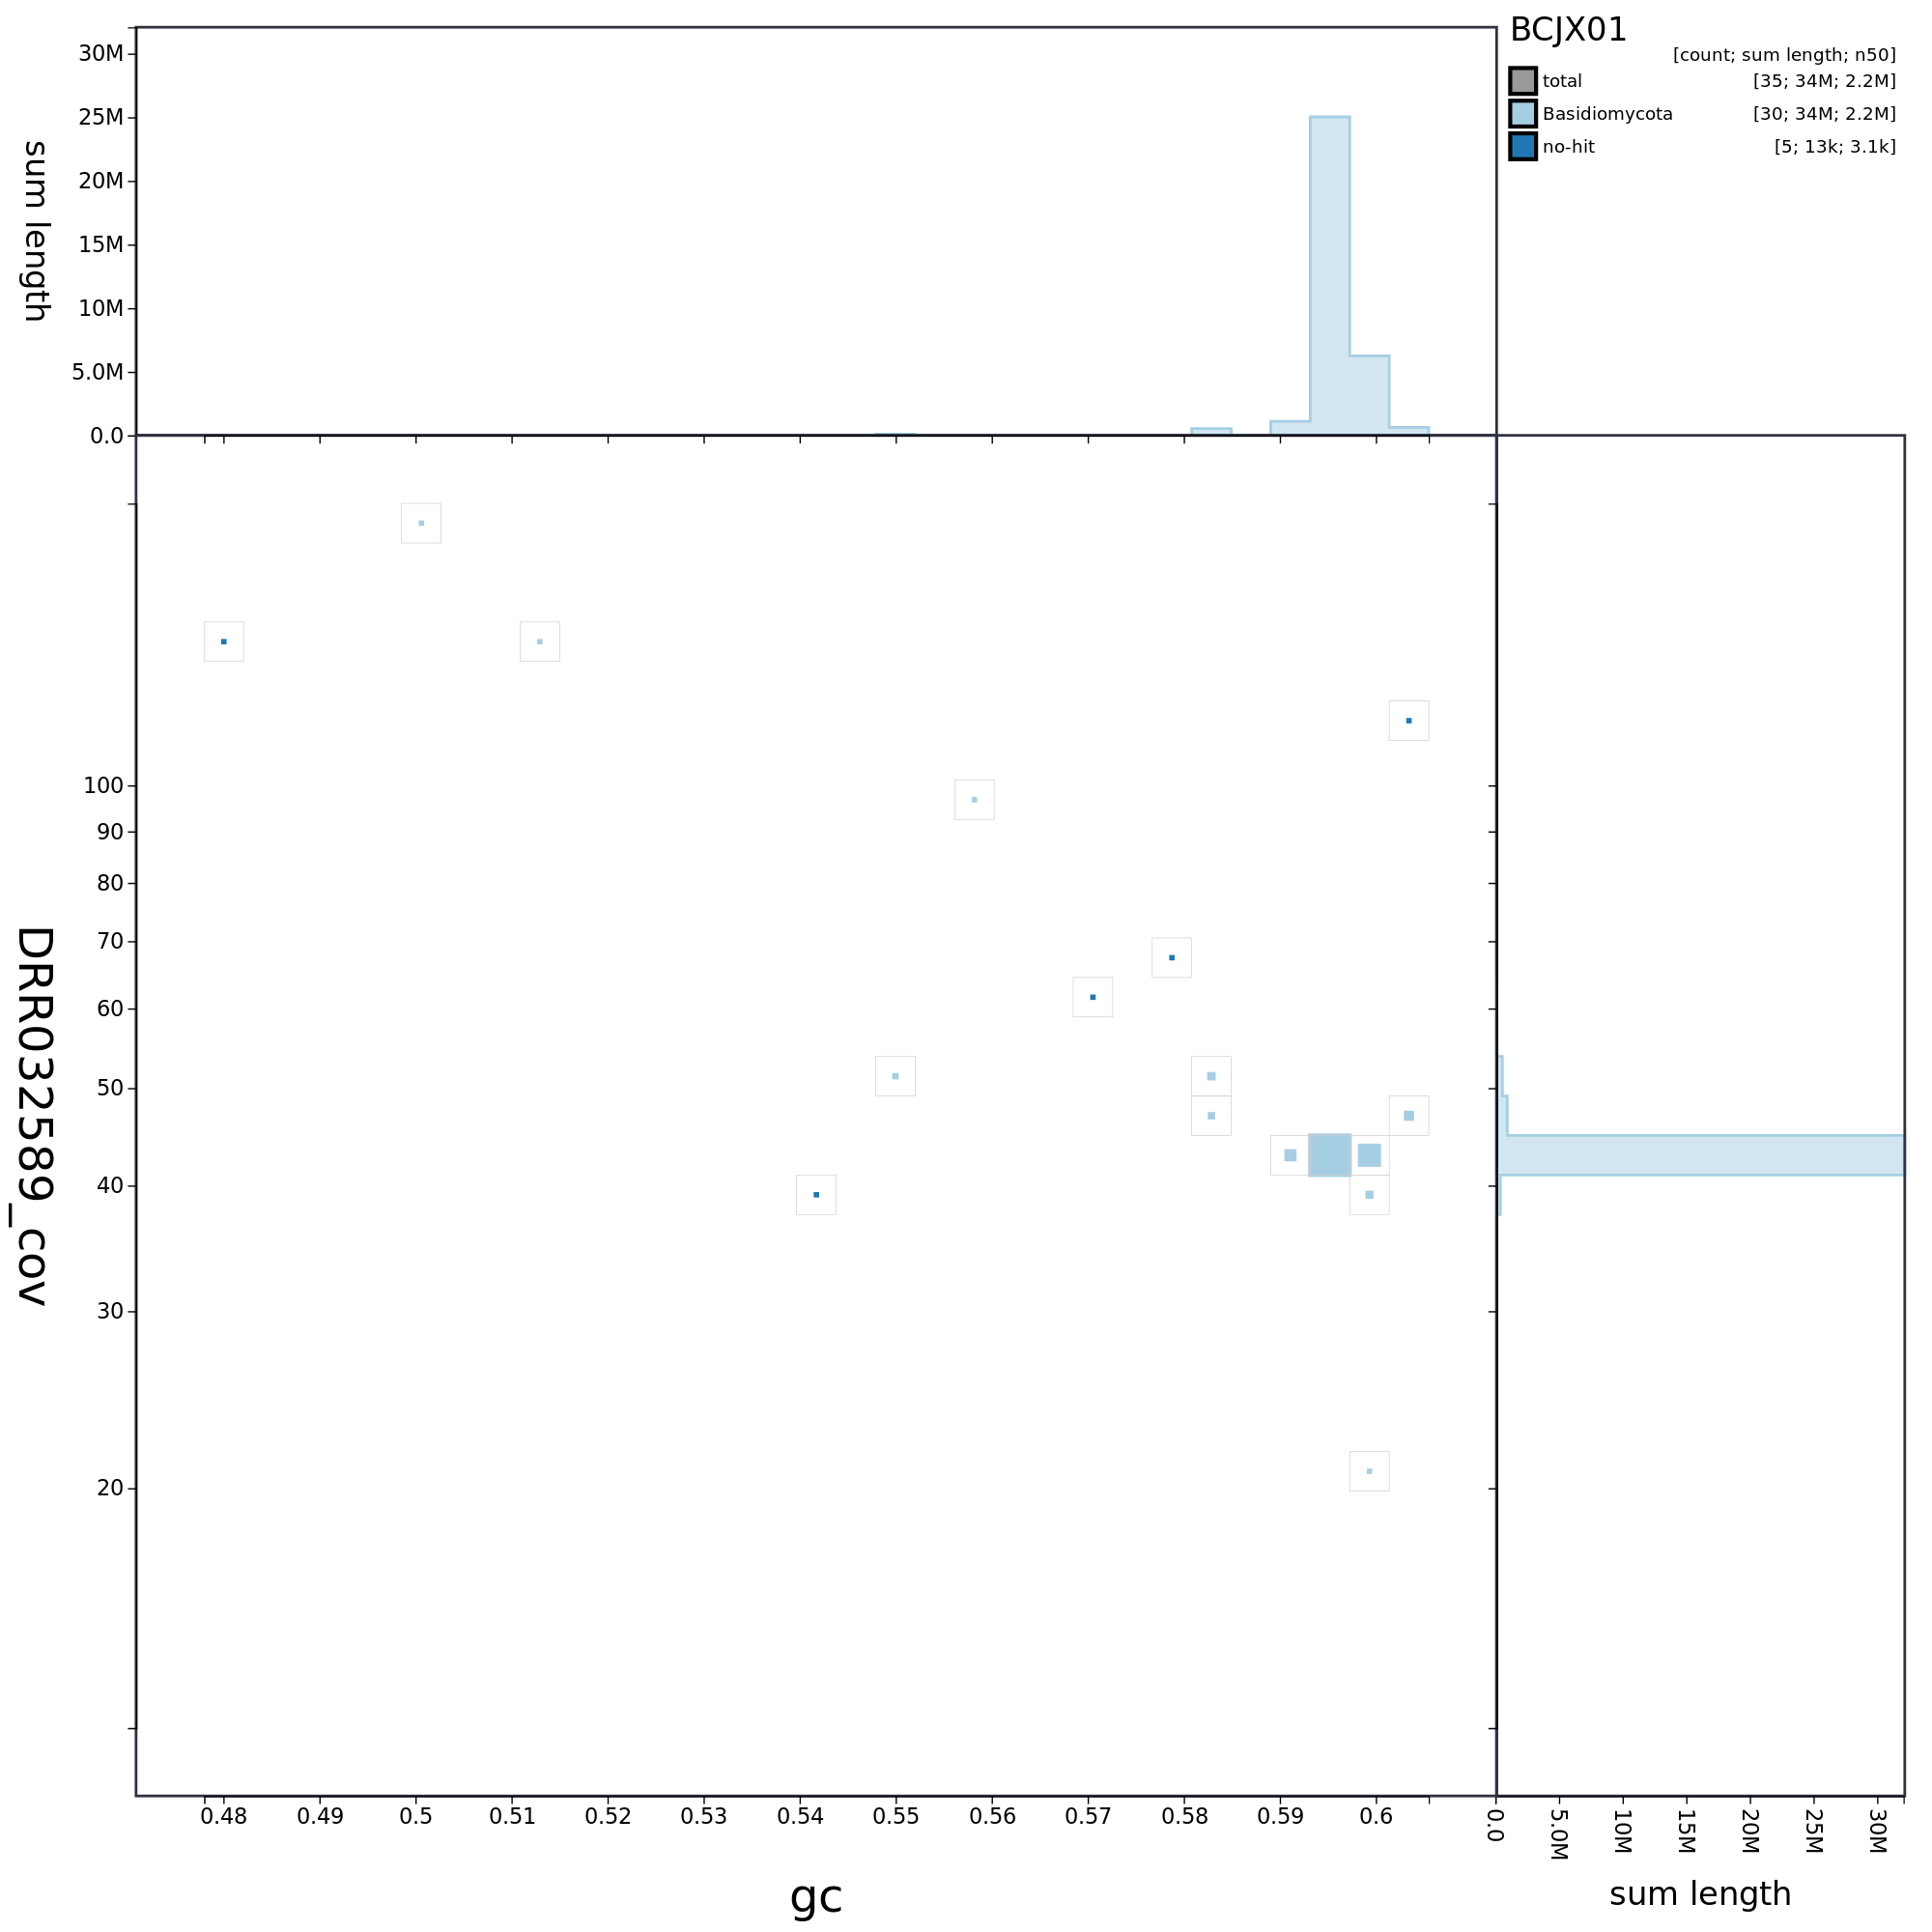 BCJX01
[count; sum length; n50]
total [35; 34M; 2.2M]
Basidiomycota [30; 34M; 2.2M]
no-hit [5; 13k; 3.1k]
sum length
30M
25M
20M
15M
10M
5.0M
0.0
DRR032589_cov
100
90
80
70
60
50
40
30
20
0.48 0.49 0.5 0.51 0.52 0.53 0.54 0.55 0.56 0.57 0.58 0.59 0.6
gc
0.0 5.0M 10M 15M 20M 25M 30M
sum length